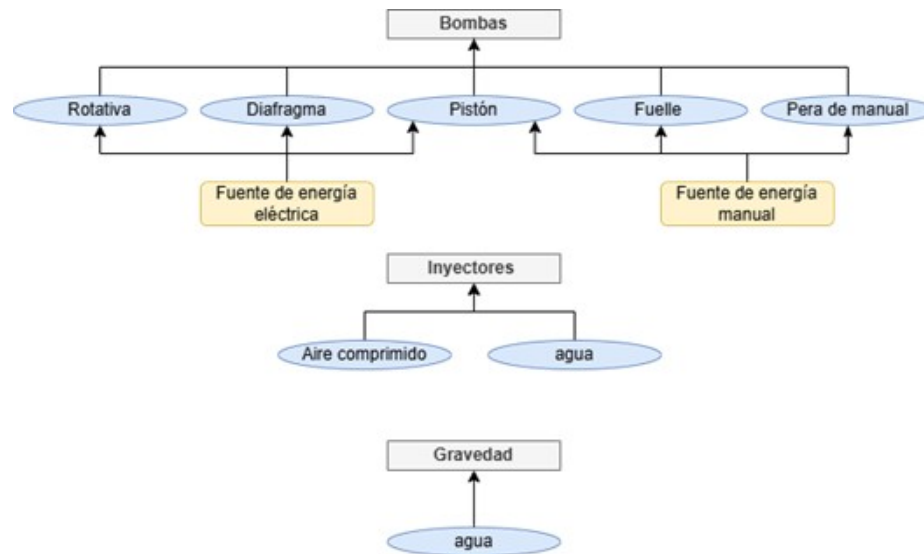 Bombas
Rotativa
Diafragma
Pistón
Fuelle
Pera de manual
Fuente de energía
eléctrica
Fuente de energía
manual
Inyectores
Aire comprimido
agua
Gravedad
agua